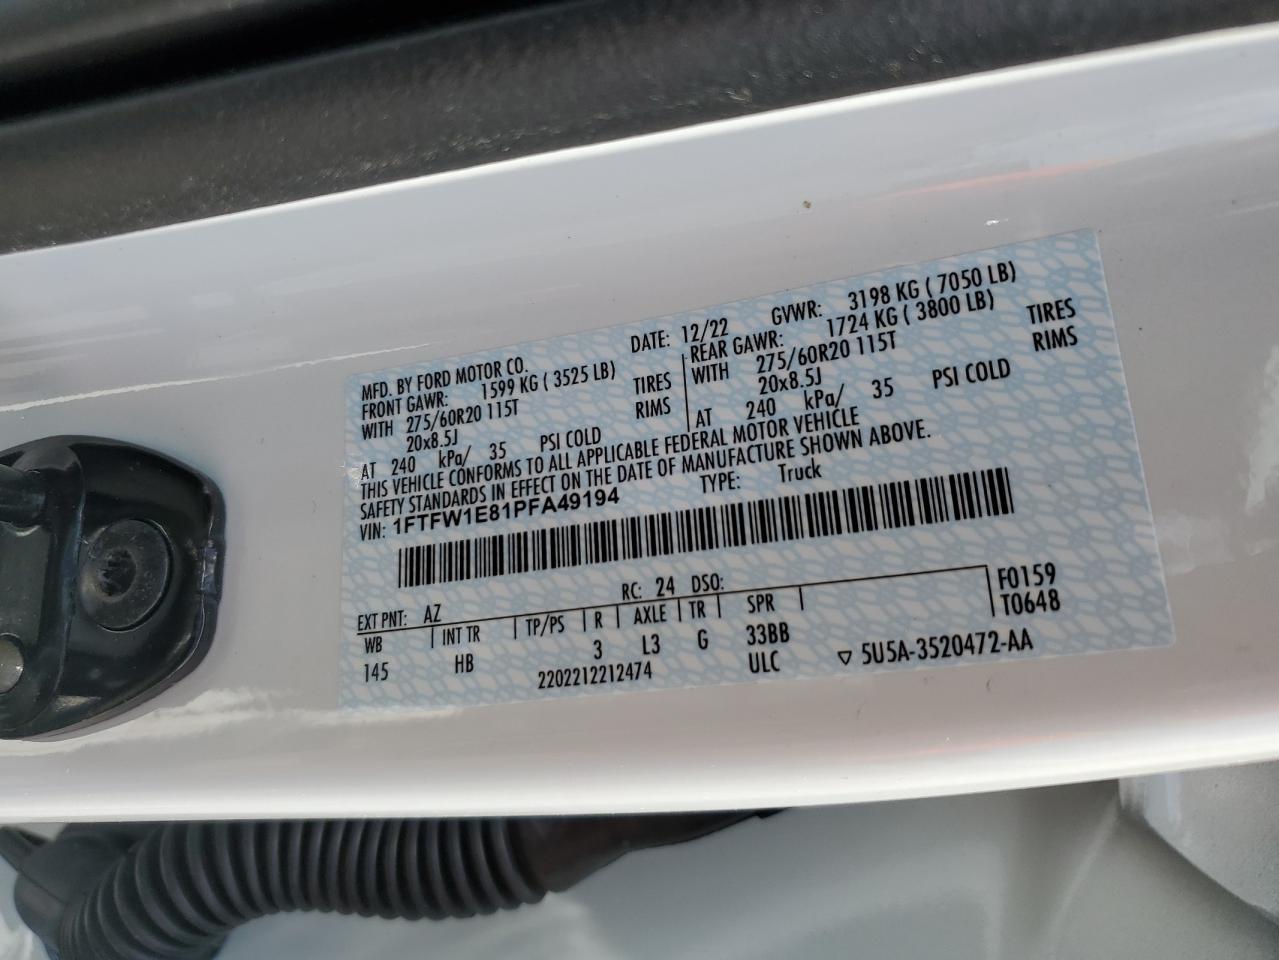 MFD. BY FORD MOTOR CO. DATE: 12/22 GVWR: 3198 KG ( 7050 LB)
FRONT GAWR: 1599 KG ( 3525 LB) REAR GAWR: 1724 KG ( 3800 LB)
WITH 275/60R20 115T TIRES WITH 275/60R20 115T TIRES
20x8.5J RIMS 20x8.5J RIMS
AT 240 kPa/ 35 PSI COLD AT 240 kPa/ 35 PSI COLD
THIS VEHICLE CONFORMS TO ALL APPLICABLE FEDERAL MOTOR VEHICLE
SAFETY STANDARDS IN EFFECT ON THE DATE OF MANUFACTURE SHOWN ABOVE.
VIN: 1FTFW1E81PFA49194 TYPE: Truck
EXT PNT: AZ RC: 24 DSO: F0159
WB INT TR TP/PS R AXLE TR SPR T0648
145 HB 3 L3 G 33BB
2202212212474 ULC ▽ 5U5A-3520472-AA